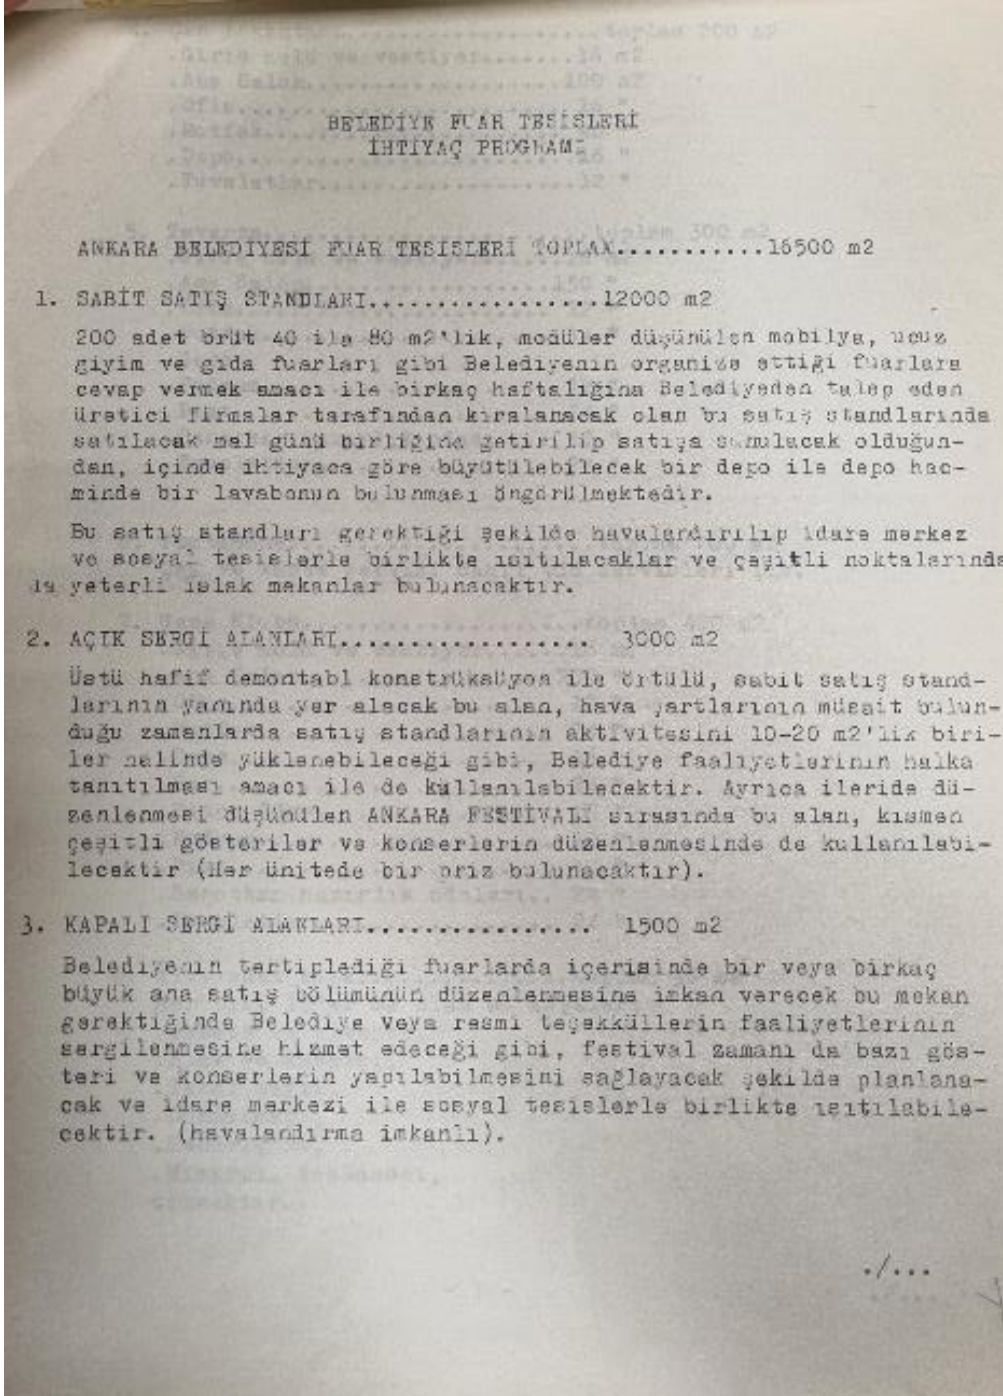 BELEDİYE FUAR TESİSLERİ
İHTİYAÇ PROGRAMI
ANKARA BELEDİYESİ FUAR TESİSLERİ TOPLAM...........16500 m2
1. SABİT SATIŞ STANDLARI..................12000 m2
200 adet brüt 40 ila 80 m2'lik, modüler düşünülen mobilya, ucuz
giyim ve gıda fuarları gibi Belediyenin organize ettiği fuarlara
cevap vermek amacı ile birkaç haftalığına Belediyeden talep eden
üretici firmalar tarafından kiralanacak olan bu satış standlarında
satılacak mal günü birliğine getirilip satışa sunulacak olduğun-
dan, içinde ihtiyaca göre büyütülebilecek bir depo ile depo hac-
minde bir lavabonun bulunması öngörülmektedir.
Bu satış standları gerektiği şekilde havalandırılıp idare merkez
ve sosyal tesislerle birlikte ısıtılacaklar ve çeşitli noktalarında
da yeterli ıslak mekanlar bulunacaktır.
2. AÇIK SERGİ ALANLARI................... 3000 m2
Üstü hafif demontabl konstrüksüyon ile örtülü, sabit satış stand-
larının yanında yer alacak bu alan, hava şartlarının müsait bulun-
duğu zamanlarda satış standlarının aktivitesini 10-20 m2'lik biri-
ler halinde yüklenebileceği gibi, Belediye faaliyetlerinin halka
tanıtılması amacı ile de kullanılabilecektir. Ayrıca ileride dü-
zenlenmesi düşünülen ANKARA FESTİVALİ sırasında bu alan, kısmen
çeşitli gösteriler ve konserlerin düzenlenmesinde de kullanılabi-
lecektir (Her ünitede bir priz bulunacaktır).
3. KAPALI SERGİ ALANLARI................. 1500 m2
Belediyenin tertiplediği fuarlarda içerisinde bir veya birkaç
büyük ana satış bölümünün düzenlenmesine imkan verecek bu mekan
gerektiğinde Belediye veya resmi teşekküllerin faaliyetlerinin
sergilenmesine hizmet edeceği gibi, festival zamanı da bazı gös-
teri ve konserlerin yapılabilmesini sağlayacak şekilde planlana-
cak ve idare merkezi ile sosyal tesislerle birlikte ısıtılabile-
cektir. (havalandırma imkanlı).
./...